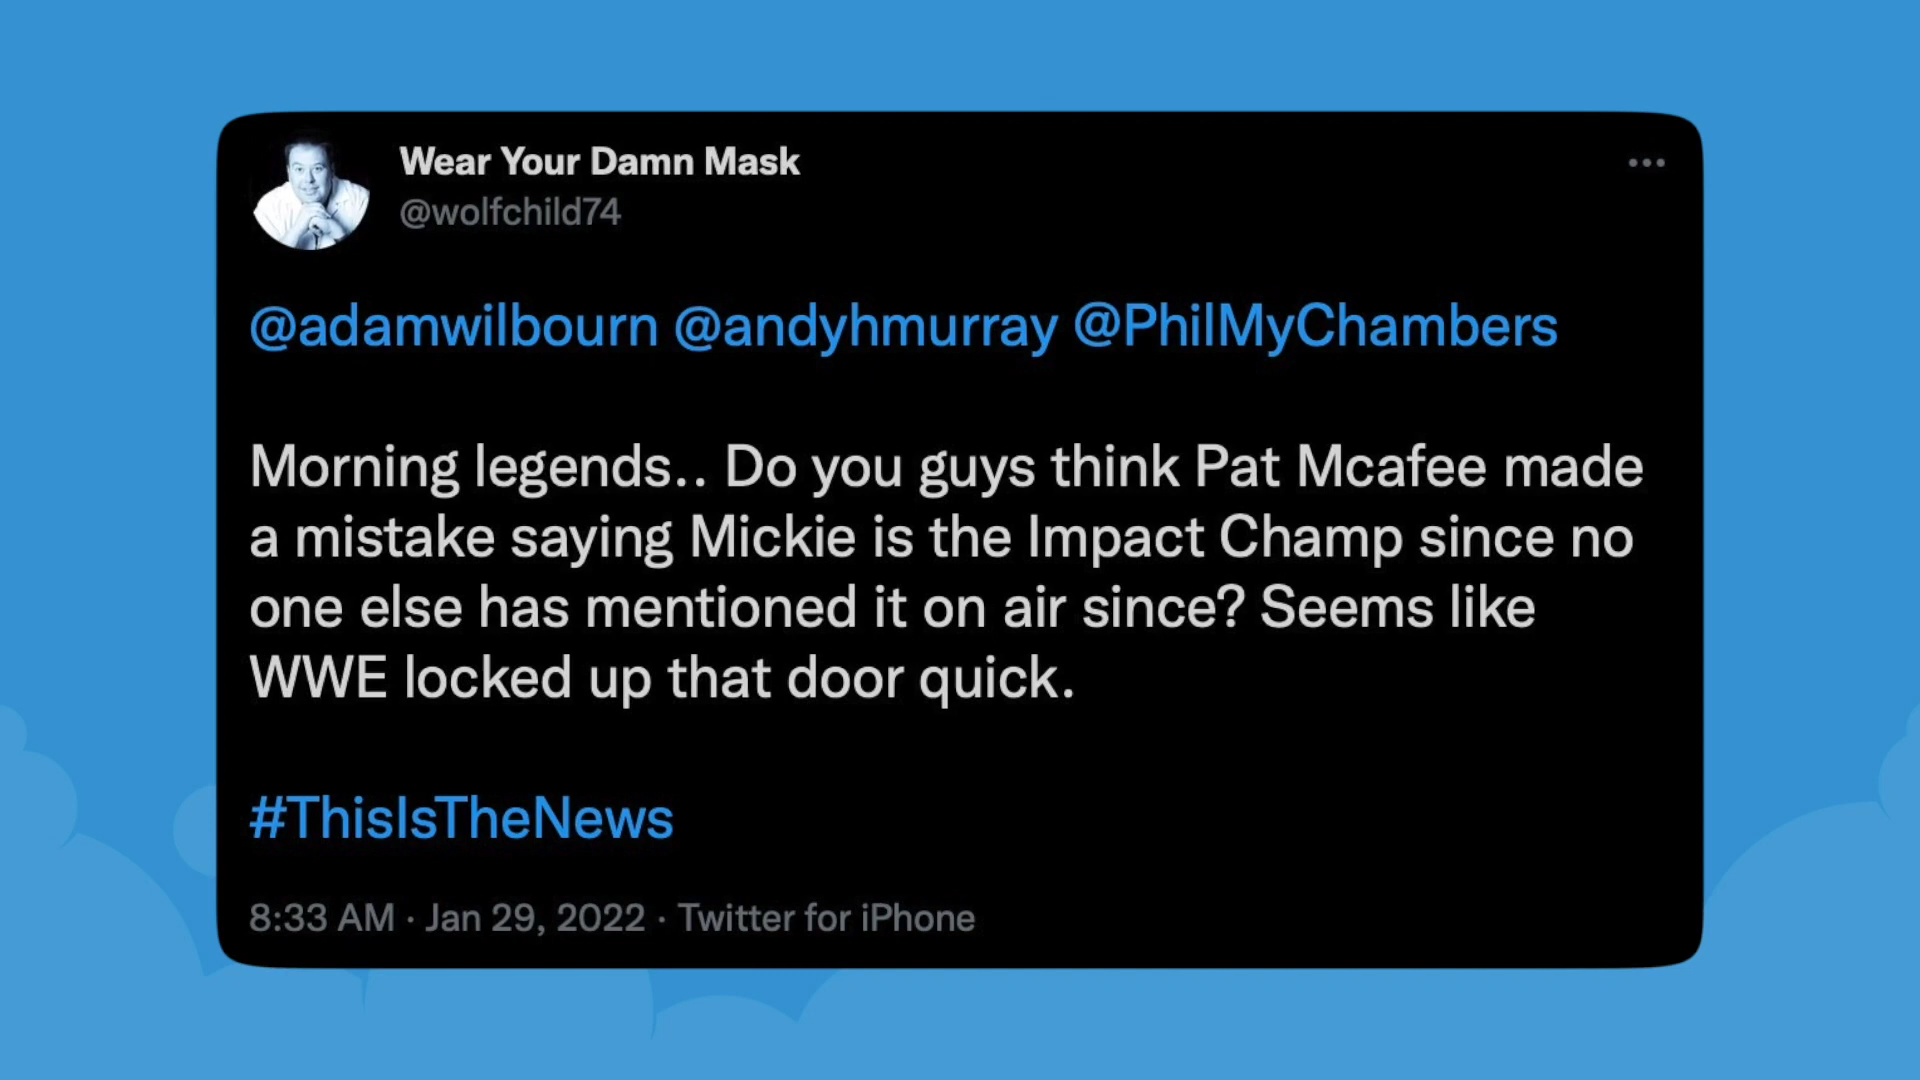 Wear Your Damn Mask
@wolfchild74
@adamwilbourn @andyhmurray @PhilMyChambers
Morning legends.. Do you guys think Pat Mcafee made
a mistake saying Mickie is the Impact Champ since no
one else has mentioned it on air since? Seems like
WWE locked up that door quick.
#ThisIsTheNews
8:33 AM · Jan 29, 2022 · Twitter for iPhone